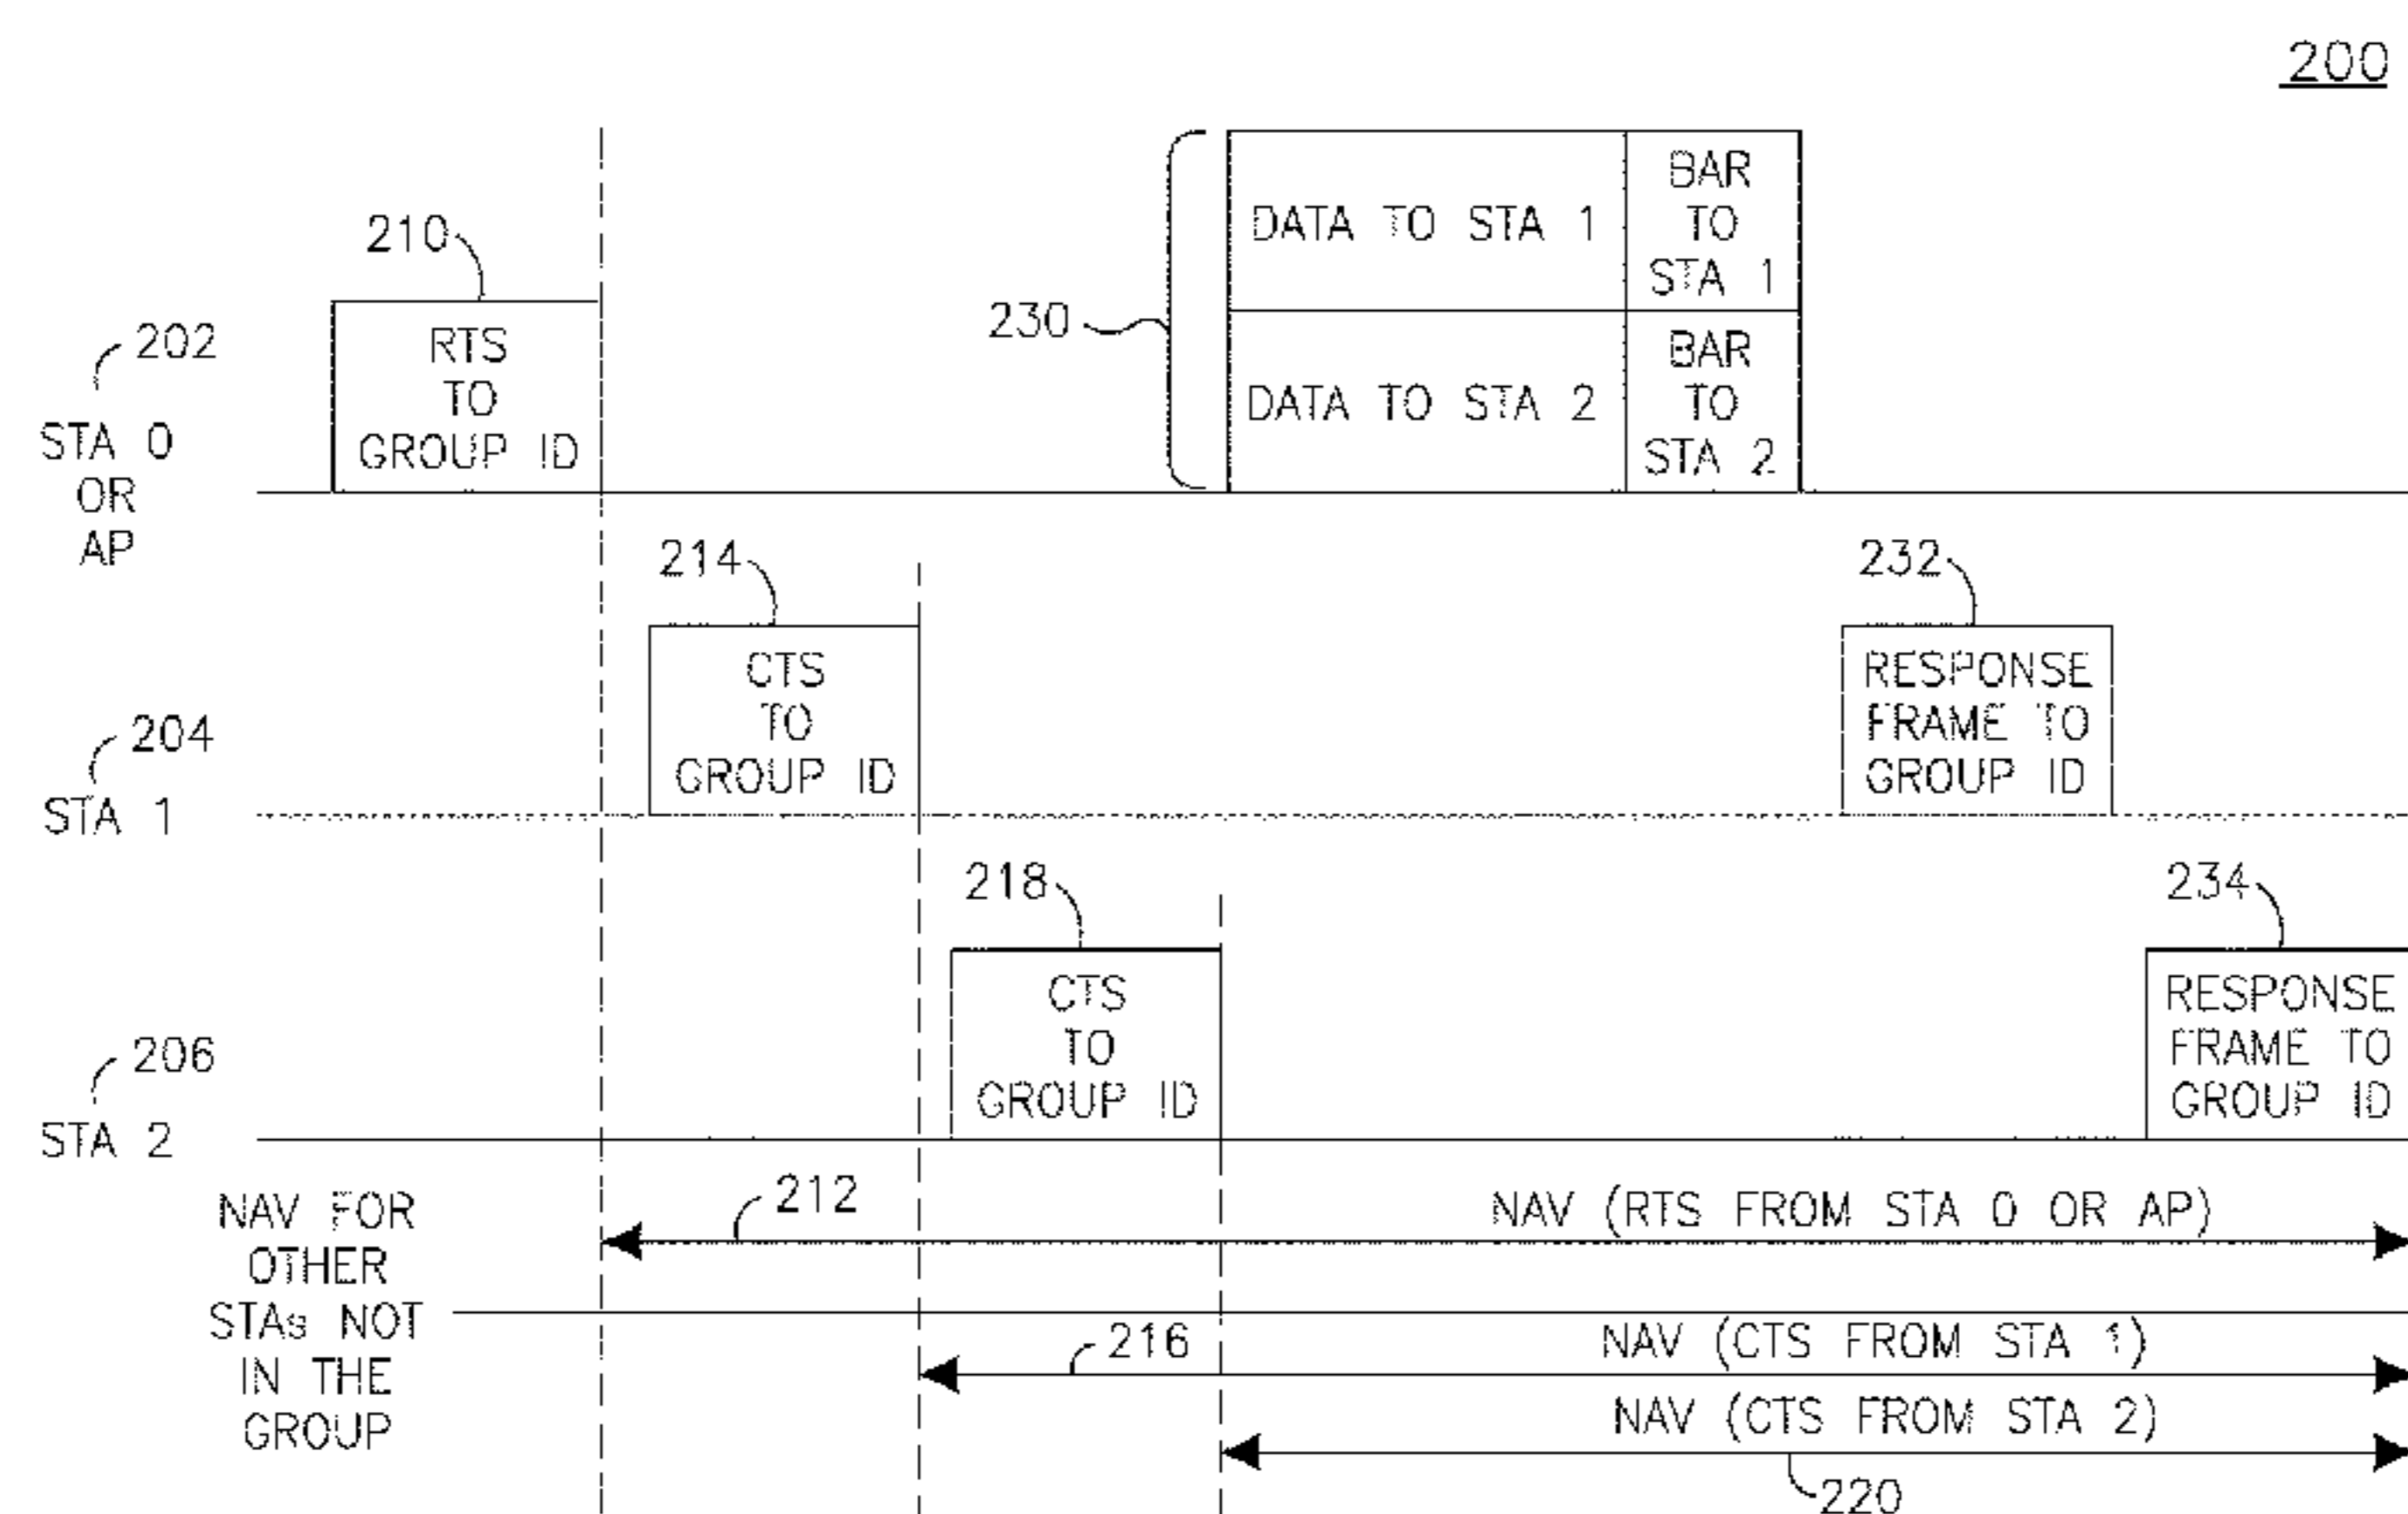 200
210
RTS
TO
GROUP ID
230
DATA TO STA 1
BAR
TO
STA 1
DATA TO STA 2
BAR
TO
STA 2
202
STA 0
OR
AP
214
CTS
TO
GROUP ID
232
RESPONSE
FRAME TO
GROUP ID
204
STA 1
218
CTS
TO
GROUP ID
234
RESPONSE
FRAME TO
GROUP ID
206
STA 2
NAV FOR
OTHER
STAs NOT
IN THE
GROUP
212
NAV (RTS FROM STA 0 OR AP)
216
NAV (CTS FROM STA 1)
NAV (CTS FROM STA 2)
220